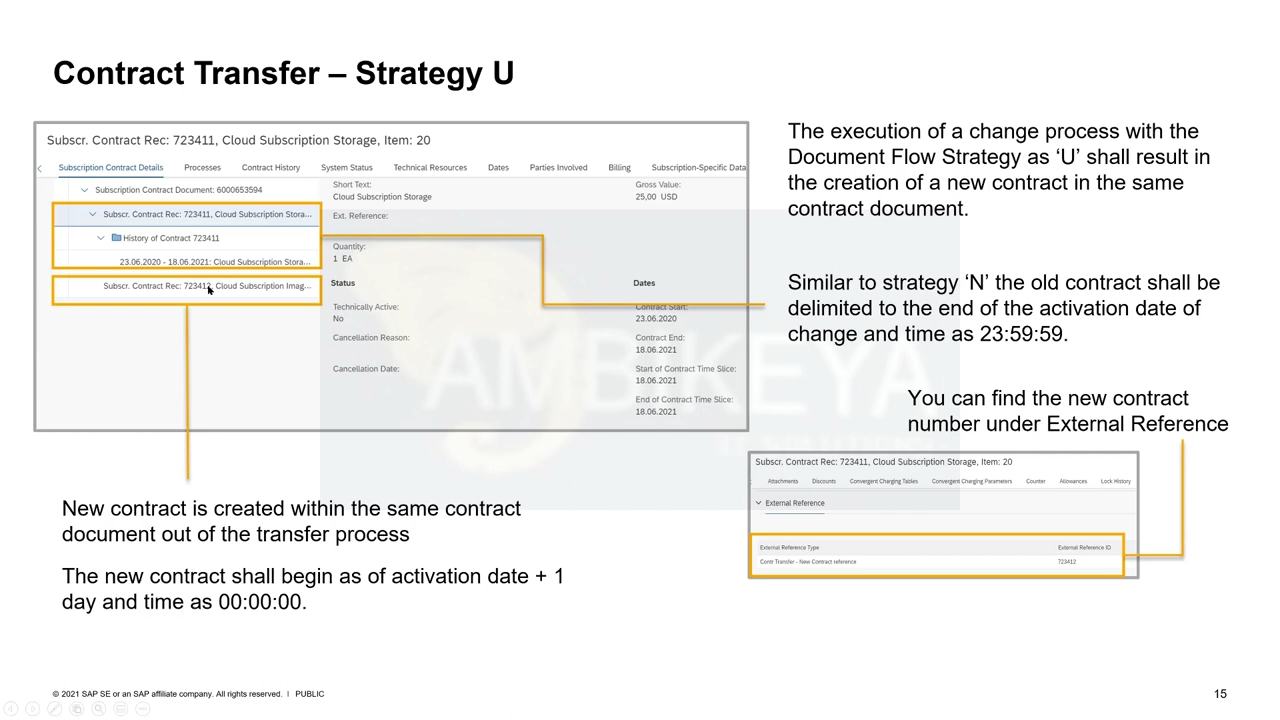 Contract Transfer – Strategy U
Subscr. Contract Rec: 723411, Cloud Subscription Storage, Item: 20
Subscription Contract Details Processes Contract History System Status Technical Resources Dates Parties Involved Billing Subscription-Specific Data
Subscription Contract Document: 6000653594
Subscr. Contract Rec: 723411, Cloud Subscription Stora...
History of Contract 723411
23.06.2020 - 18.06.2021: Cloud Subscription Stora...
Subscr. Contract Rec: 723412, Cloud Subscription Imag...
Short Text:
Cloud Subscription Storage
Ext. Reference:
Quantity:
1 EA
Status
Technically Active:
No
Cancellation Reason:
Cancellation Date:
Gross Value:
25,00 USD
Dates
Contract Start:
23.06.2020
Contract End:
18.06.2021
Start of Contract Time Slice:
18.06.2021
End of Contract Time Slice:
18.06.2021
The execution of a change process with the
Document Flow Strategy as ‘U’ shall result in
the creation of a new contract in the same
contract document.
Similar to strategy ‘N’ the old contract shall be
delimited to the end of the activation date of
change and time as 23:59:59.
You can find the new contract
number under External Reference
Subscr. Contract Rec: 723411, Cloud Subscription Storage, Item: 20
Attachments Discounts Convergent Charging Tables Convergent Charging Parameters Counter Allowances Lock History
External Reference
External Reference Type External Reference ID
Contr Transfer - New Contract reference 723412
New contract is created within the same contract
document out of the transfer process
The new contract shall begin as of activation date + 1
day and time as 00:00:00.
AMBIKEYA
IT SOLUTIONS
© 2021 SAP SE or an SAP affiliate company. All rights reserved. | PUBLIC
15